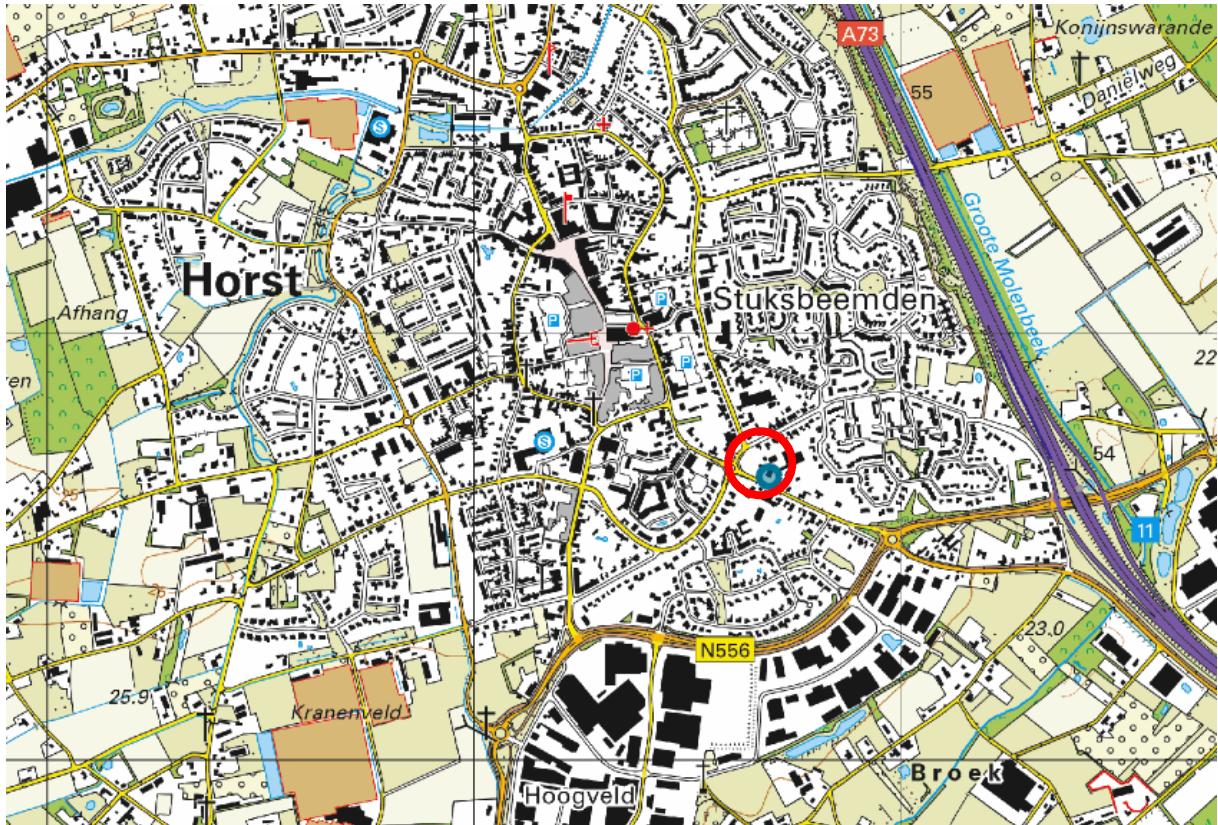 A73
Konijnswarande
55
Daniëlweg
S
Groote Molenbeek
Horst
Stuksbeemden
Afhang
P
P
P
P
22
S
54
11
N556
23.0
25.9
Kranenveld
Broek
Hoogveld